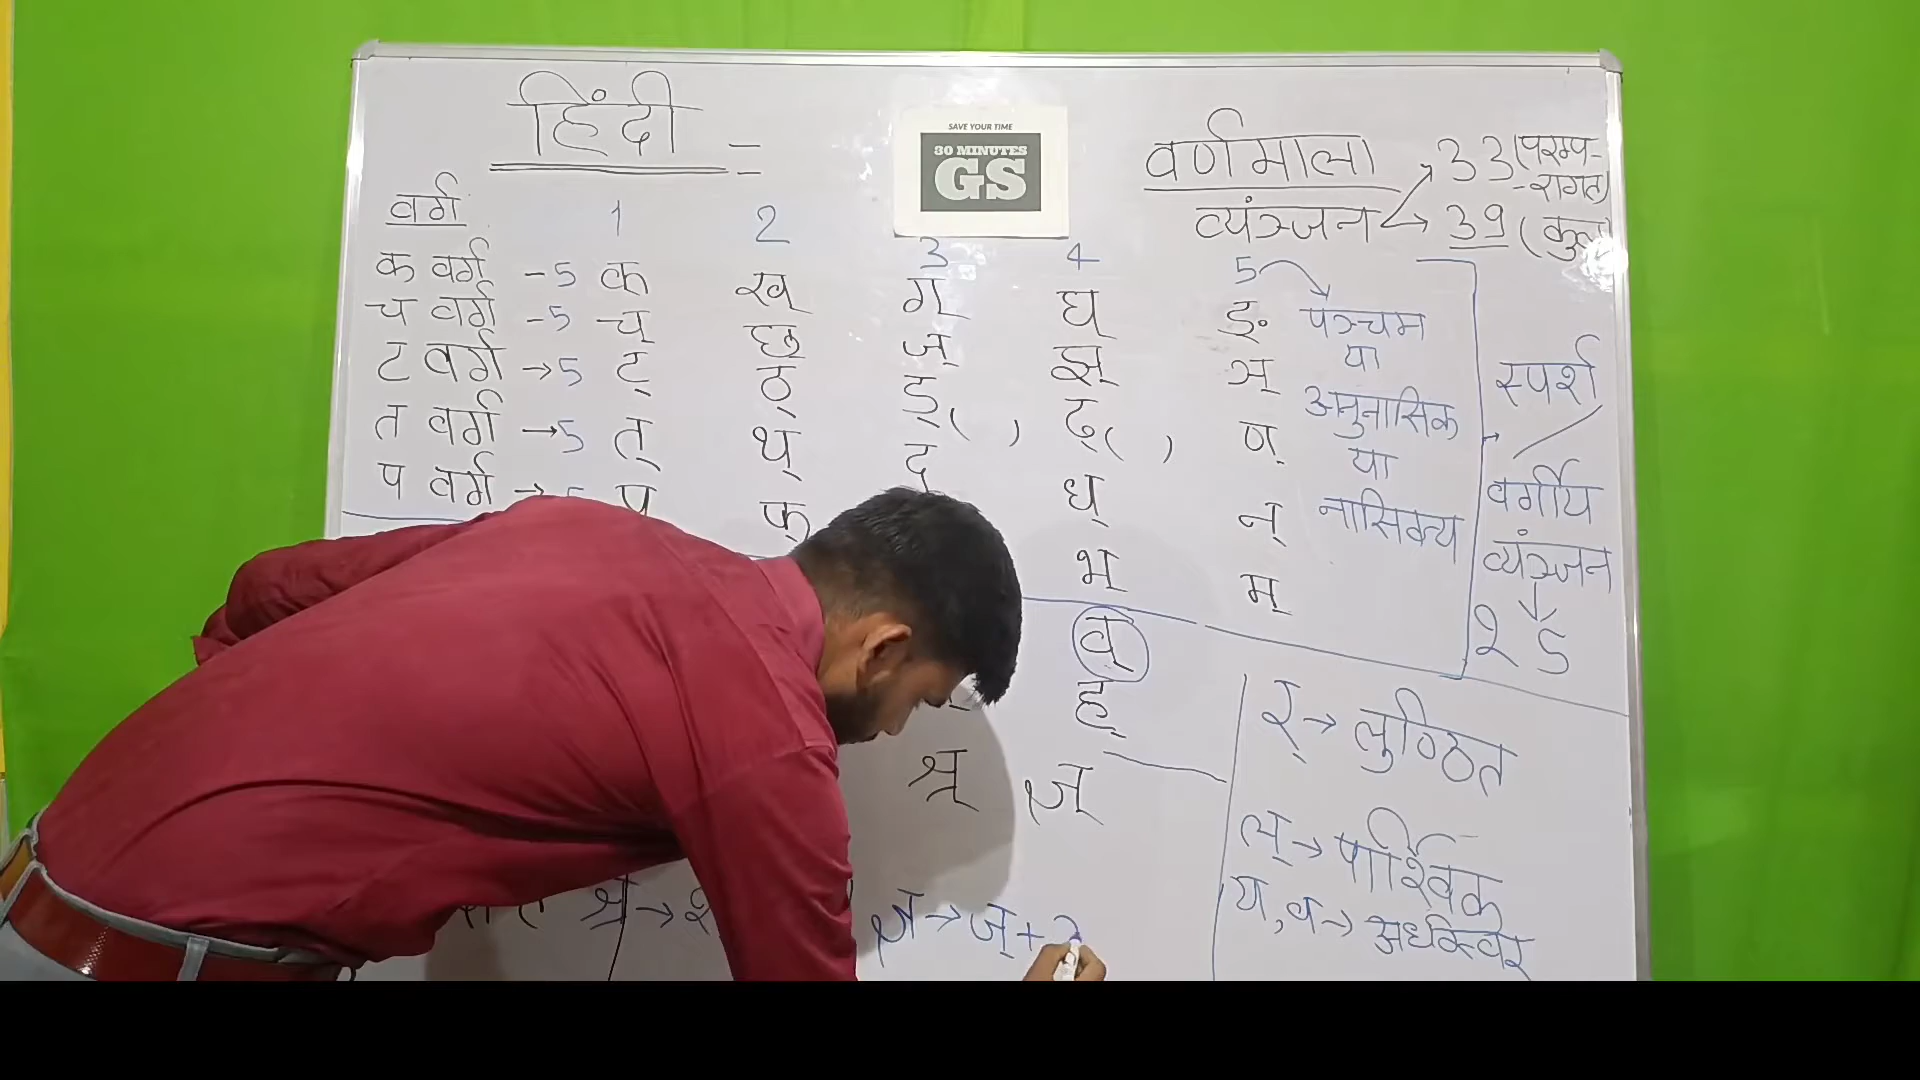 हिंदी =
SAVE YOUR TIME
30 MINUTES
GS
वर्णमाला
33 (परम्प-
-रागत)
व्यंञ्जन → 39 (कुल)
वर्ग 1 2 3 4 5
क वर्ग -5 क् ख् ग् घ् ङ
च वर्ग -5 च् छ् ज् झ् ञ्
ट वर्ग →5 ट् ठ् ड् ( ) ढ् ( ) ण्
त वर्ग →5 त् थ् द् ध् न्
प वर्ग → प फ् भ् म्
पंञ्चम
या
अनुनासिक
या
नासिक्य
स्पर्श
वर्गीय
व्यंञ्जन
↓
25
व्
ह्
श्र् ज्ञ्
श्र →
ज्ञ → ज् +
र् → लुण्ठित
ल् → पार्श्विक
य, व → अर्धस्वर